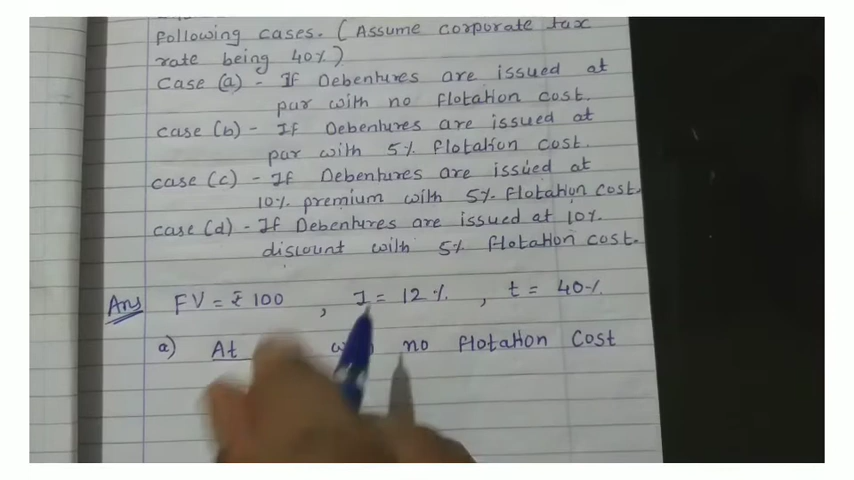 following cases. (Assume corporate tax
rate being 40%)
Case (a) - If Debentures are issued at
par with no flotation cost.
case (b) - If Debentures are issued at
par with 5% flotation cost.
case (c) - If Debentures are issued at
10% premium with 5% flotation cost.
case (d) - If Debentures are issued at 10%
discount with 5% flotation cost.
Ans FV = ₹ 100 , I = 12% , t = 40%
a) At no flotation Cost